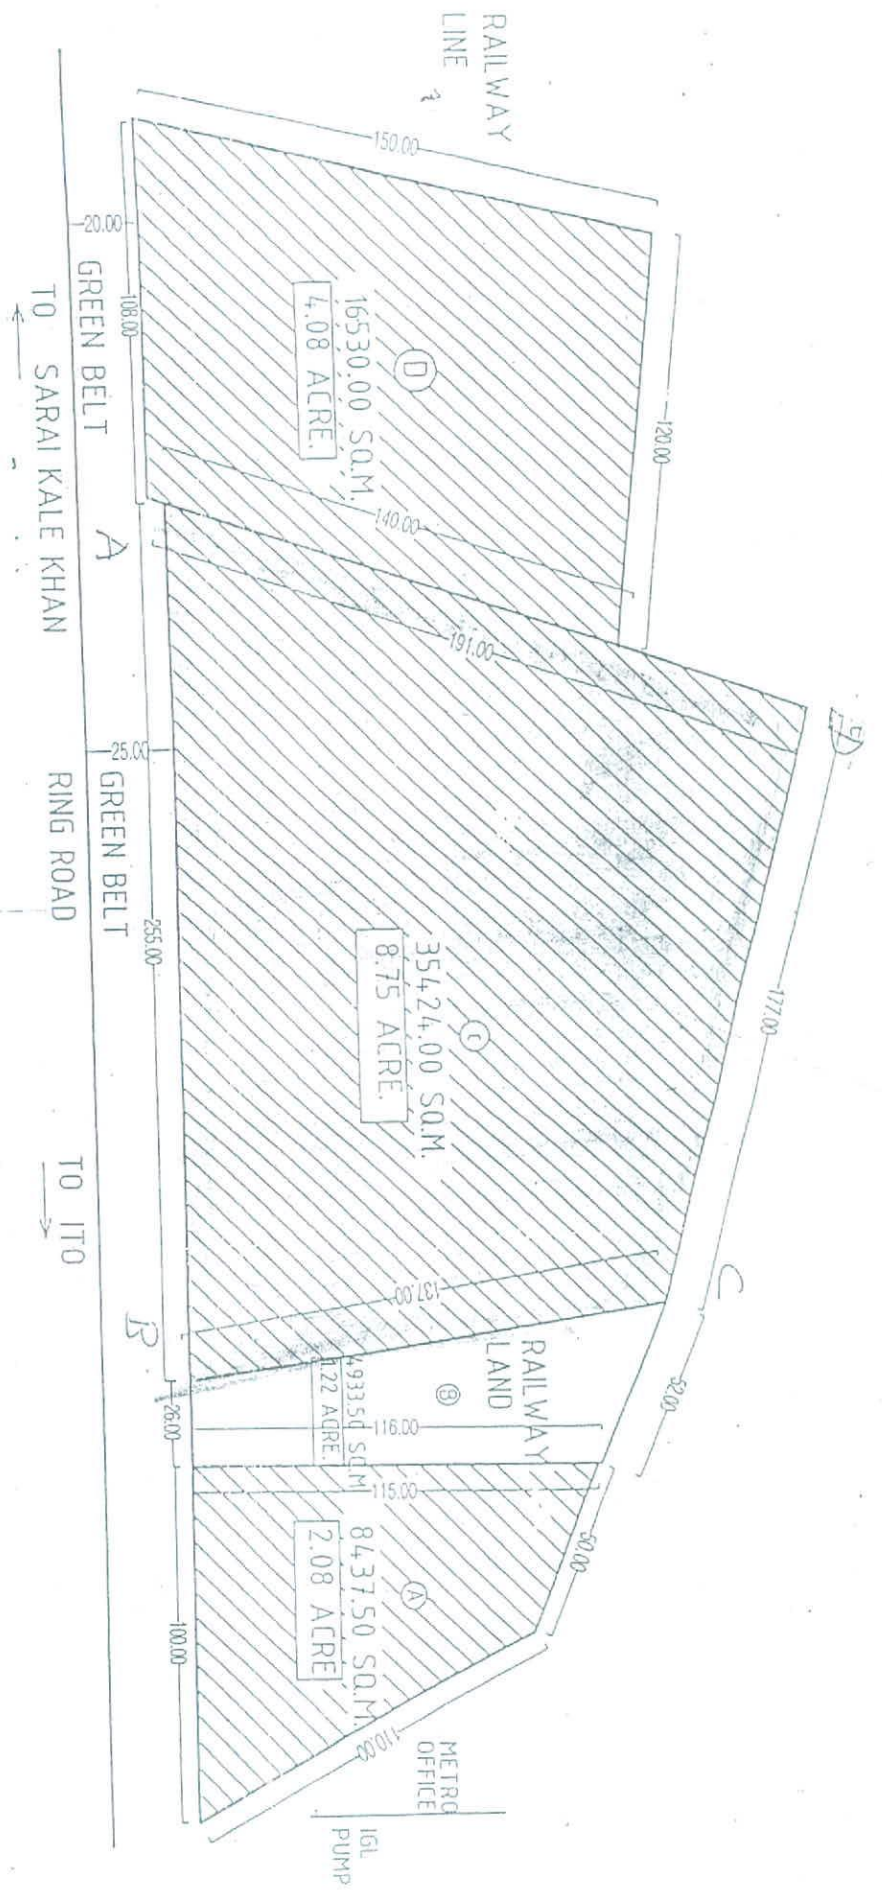 RAILWAY
LINE
150.00
120.00
20.00
GREEN BELT
108.00
TO SARAI KALE KHAN
D
16530.00 SQ.M.
4.08 ACRE.
140.00
191.00
A
D
25.00
GREEN BELT
RING ROAD
255.00
C
35424.00 SQ.M.
8.75 ACRE.
177.00
TO ITO
C
B
137.00
RAILWAY
LAND
B
4933.50 SQ.M
1.22 ACRE.
52.00
26.00
116.00
115.00
50.00
A
8437.50 SQ.M.
2.08 ACRE
100.00
110.00
METRO
OFFICE
IGL
PUMP